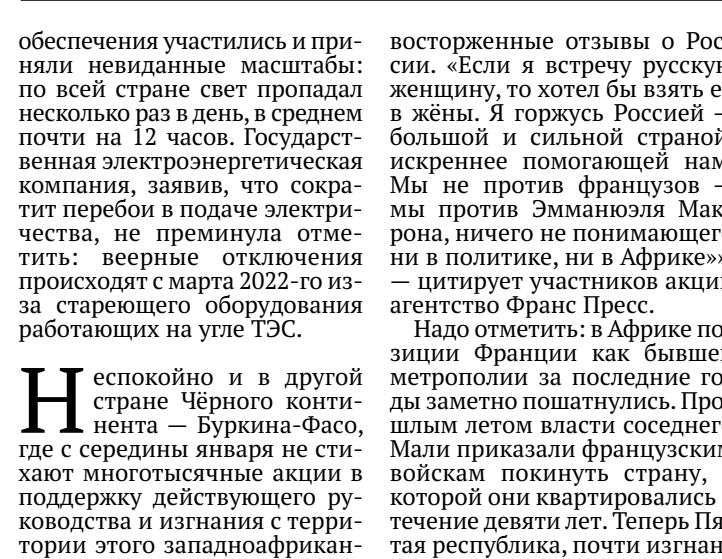 обеспечения участились и при-
няли невиданные масштабы:
по всей стране свет пропадал
несколько раз в день, в среднем
почти на 12 часов. Государст-
венная электроэнергетическая
компания, заявив, что сокра-
тит перебои в подаче электри-
чества, не преминула отме-
тить: веерные отключения
происходят с марта 2022-го из-
за стареющего оборудования
работающих на угле ТЭС.
Неспокойно и в другой
стране Чёрного конти-
нента — Буркина-Фасо,
где с середины января не сти-
хают многотысячные акции в
поддержку действующего ру-
ководства и изгнания с терри-
тории этого западноафрикан-
восторженные отзывы о Рос
сии. «Если я встречу русску
женщину, то хотел бы взять е
в жёны. Я горжусь Россией –
большой и сильной страной
искреннее помогающей нам
Мы не против французов –
мы против Эмманюэля Мак
рона, ничего не понимающег
ни в политике, ни в Африке»»
— цитирует участников акци
агентство Франс Пресс.
Надо отметить: в Африке по
зиции Франции как бывше
метрополии за последние го
ды заметно пошатнулись. Про
шлым летом власти соседнег
Мали приказали французским
войскам покинуть страну,
которой они квартировались
течение девяти лет. Теперь Пя
тая республика, почти изгнан